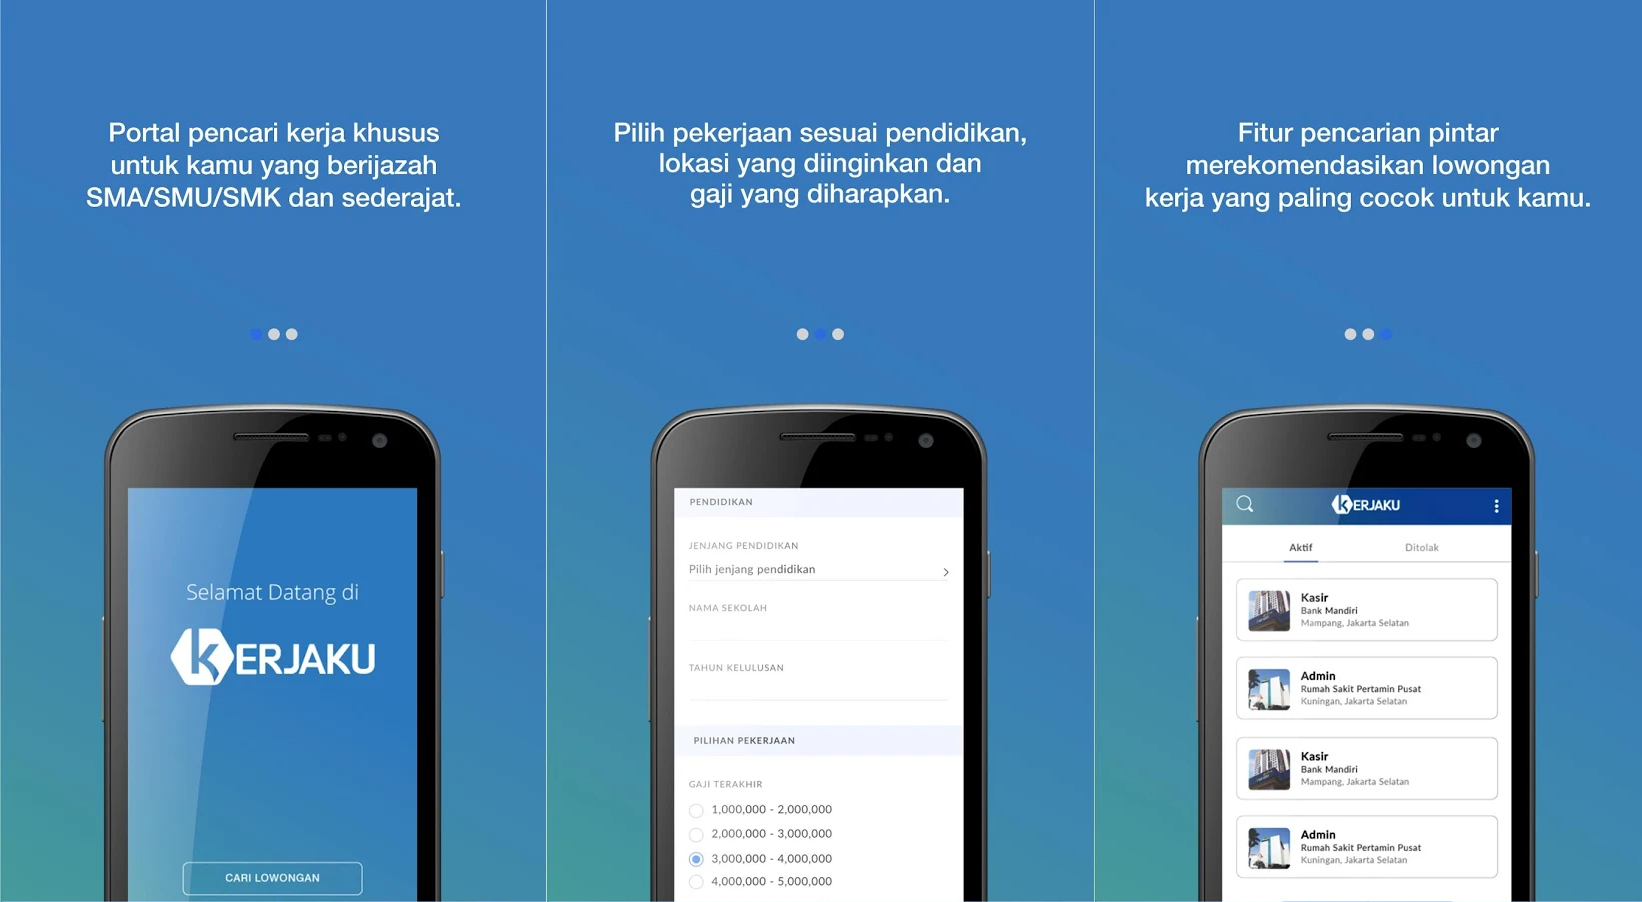 Portal pencari kerja khusus
untuk kamu yang berijazah
SMA/SMU/SMK dan sederajat.
Selamat Datang di
KERJAKU
CARI LOWONGAN
Pilih pekerjaan sesuai pendidikan,
lokasi yang diinginkan dan
gaji yang diharapkan.
PENDIDIKAN
JENJANG PENDIDIKAN
Pilih jenjang pendidikan
NAMA SEKOLAH
TAHUN KELULUSAN
PILIHAN PEKERJAAN
GAJI TERAKHIR
1,000,000 - 2,000,000
2,000,000 - 3,000,000
3,000,000 - 4,000,000
4,000,000 - 5,000,000
Fitur pencarian pintar
merekomendasikan lowongan
kerja yang paling cocok untuk kamu.
KERJAKU
Aktif Ditolak
Kasir
Bank Mandiri
Mampang, Jakarta Selatan
Admin
Rumah Sakit Pertamin Pusat
Kuningan, Jakarta Selatan
Kasir
Bank Mandiri
Mampang, Jakarta Selatan
Admin
Rumah Sakit Pertamin Pusat
Kuningan, Jakarta Selatan